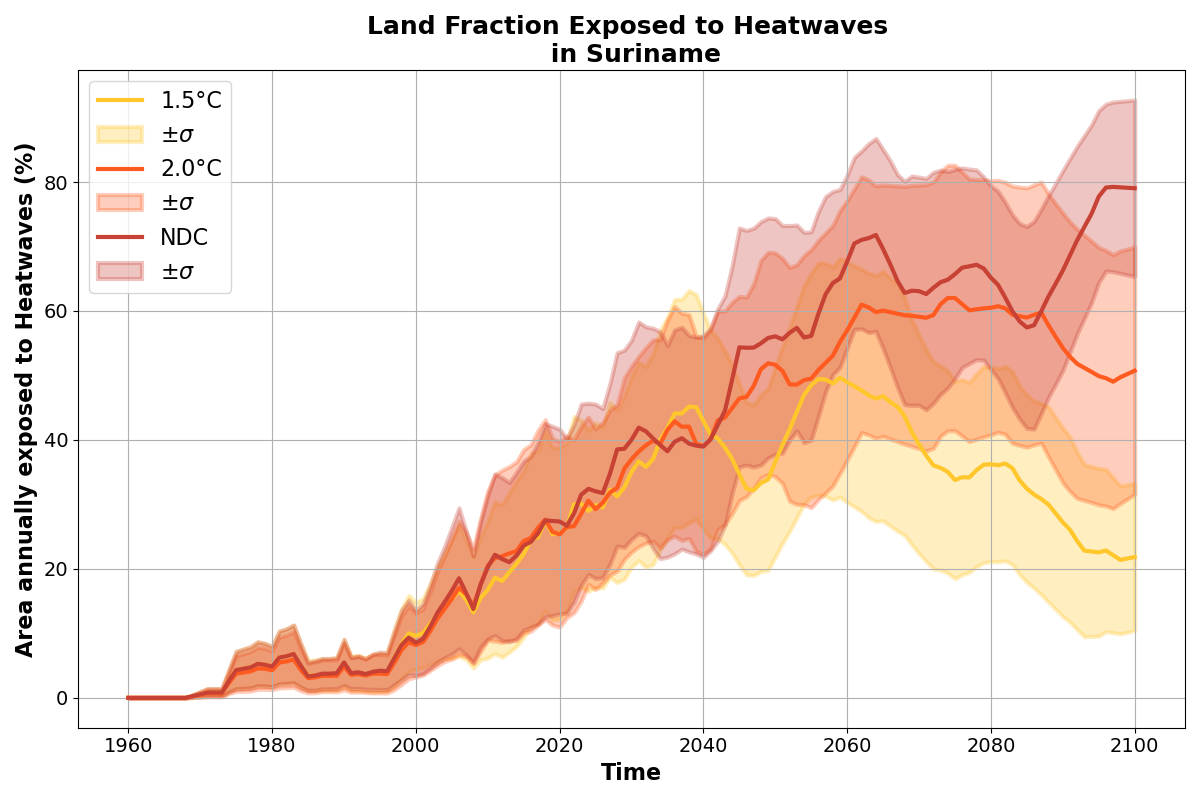 Land Fraction Exposed to Heatwaves
in Suriname
1.5°C
±σ
2.0°C
±σ
NDC
±σ
Area annually exposed to Heatwaves (%)
80
60
40
20
0
1960 1980 2000 2020 2040 2060 2080 2100
Time